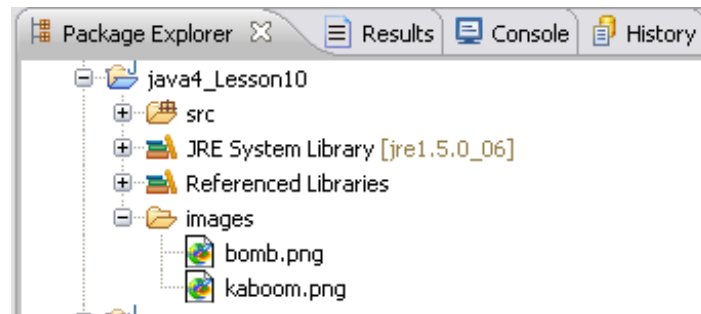 Package Explorer Results Console History
java4_Lesson10
src
JRE System Library [jre1.5.0_06]
Referenced Libraries
images
bomb.png
kaboom.png